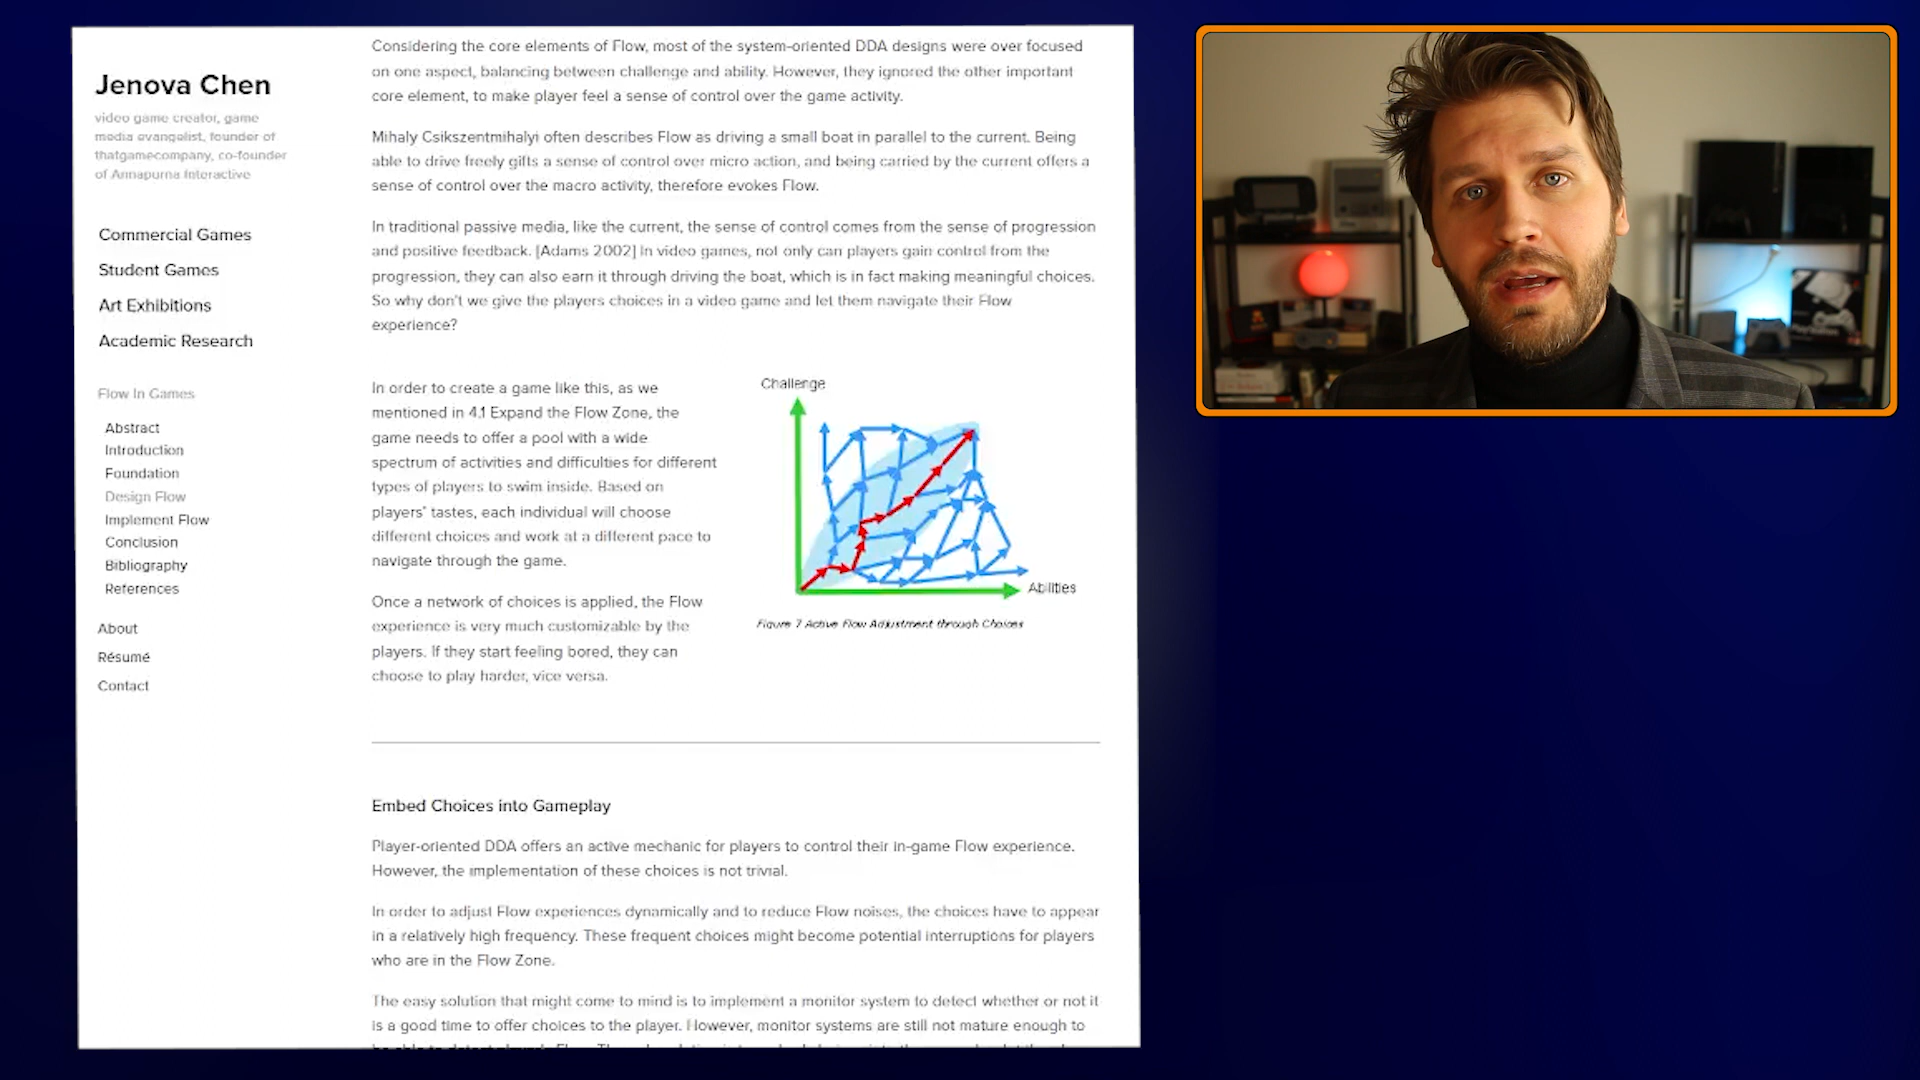 Jenova Chen
video game creator, game
media evangelist, founder of
thatgamecompany, co-founder
of Annapurna Interactive
Commercial Games
Student Games
Art Exhibitions
Academic Research
Flow In Games
Abstract
Introduction
Foundation
Design Flow
Implement Flow
Conclusion
Bibliography
References
About
Résumé
Contact
Considering the core elements of Flow, most of the system-oriented DDA designs were over focused
on one aspect, balancing between challenge and ability. However, they ignored the other important
core element, to make player feel a sense of control over the game activity.
Mihaly Csikszentmihalyi often describes Flow as driving a small boat in parallel to the current. Being
able to drive freely gifts a sense of control over micro action, and being carried by the current offers a
sense of control over the macro activity, therefore evokes Flow.
In traditional passive media, like the current, the sense of control comes from the sense of progression
and positive feedback. [Adams 2002] In video games, not only can players gain control from the
progression, they can also earn it through driving the boat, which is in fact making meaningful choices.
So why don't we give the players choices in a video game and let them navigate their Flow
experience?
In order to create a game like this, as we
mentioned in 4.1 Expand the Flow Zone, the
game needs to offer a pool with a wide
spectrum of activities and difficulties for different
types of players to swim inside. Based on
players' tastes, each individual will choose
different choices and work at a different pace to
navigate through the game.
Once a network of choices is applied, the Flow
experience is very much customizable by the
players. If they start feeling bored, they can
choose to play harder, vice versa.
Challenge
Abilities
Figure 7 Active Flow Adjustment through Choices
Embed Choices into Gameplay
Player-oriented DDA offers an active mechanic for players to control their in-game Flow experience.
However, the implementation of these choices is not trivial.
In order to adjust Flow experiences dynamically and to reduce Flow noises, the choices have to appear
in a relatively high frequency. These frequent choices might become potential interruptions for players
who are in the Flow Zone.
The easy solution that might come to mind is to implement a monitor system to detect whether or not it
is a good time to offer choices to the player. However, monitor systems are still not mature enough to